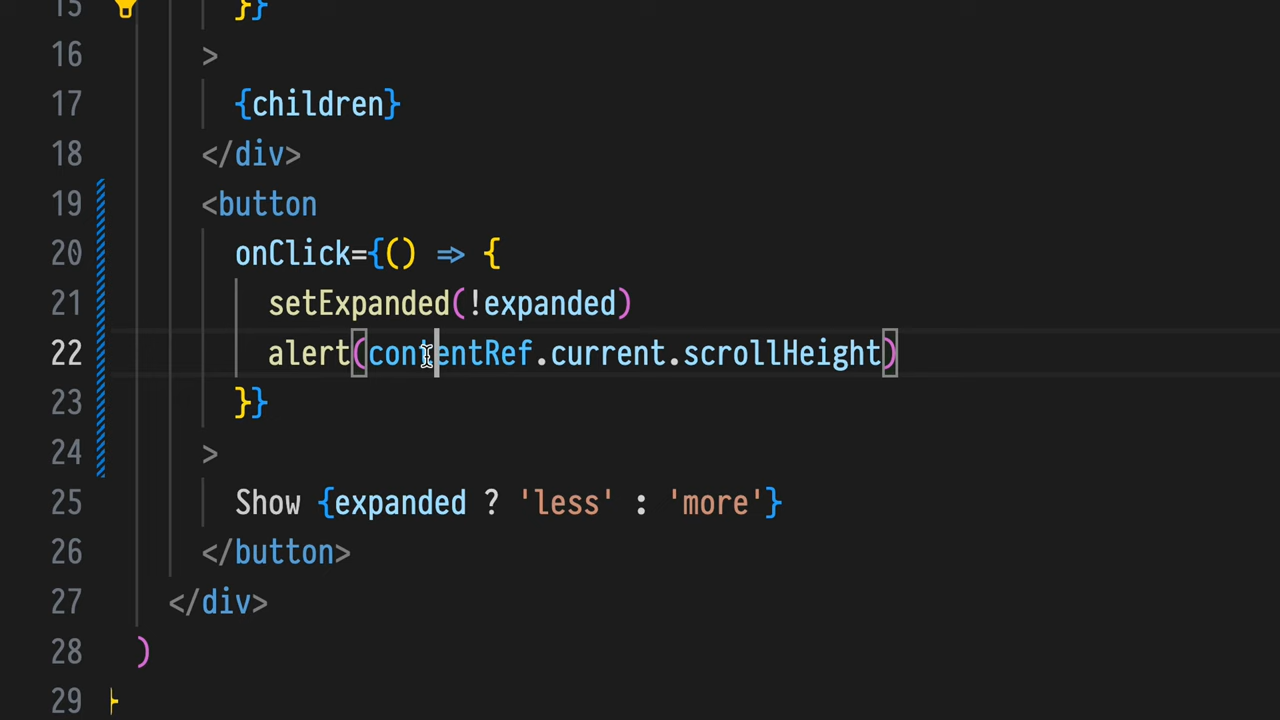 15 }}
16 >
17 {children}
18 </div>
19 <button
20 onClick={() => {
21 setExpanded(!expanded)
22 alert(contentRef.current.scrollHeight)
23 }}
24 >
25 Show {expanded ? 'less' : 'more'}
26 </button>
27 </div>
28 )
29 }